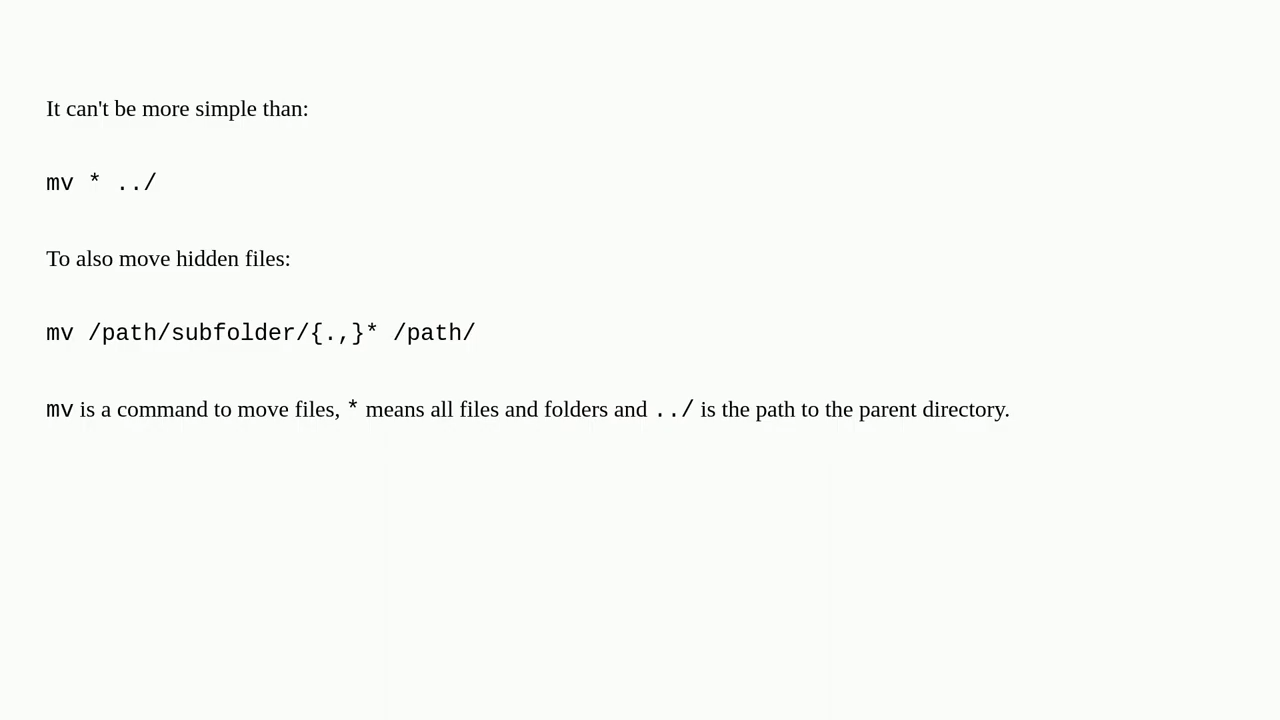 It can't be more simple than:
mv * ../
To also move hidden files:
mv /path/subfolder/{.,}* /path/
mv is a command to move files, * means all files and folders and ../ is the path to the parent directory.